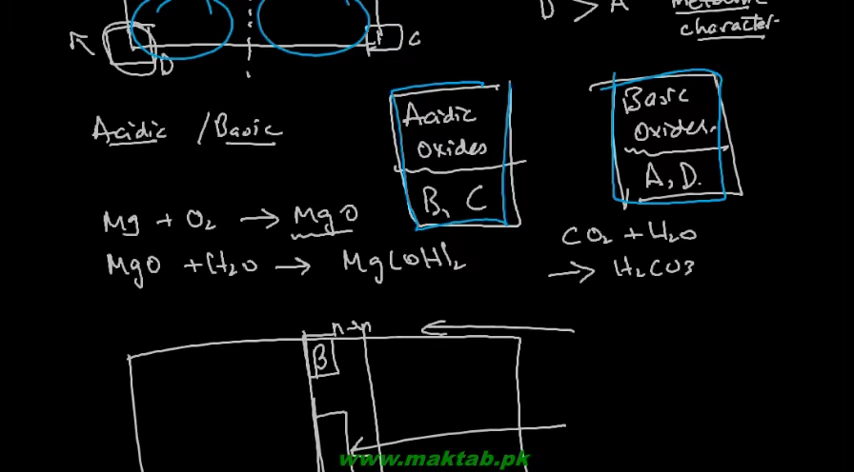 D > A metallic
character
D
C
Acidic / Basic
Acidic
oxides
B, C
Basic
oxides.
A, D.
Mg + O₂ → MgO
MgO + H₂O → Mg(OH)₂
CO₂ + H₂O
→ H₂CO₃
B
www.maktab.pk